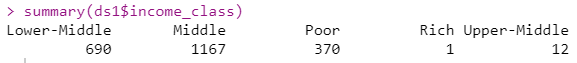 > summary(ds1$income_class)
Lower-Middle Middle Poor Rich Upper-Middle
690 1167 370 1 12